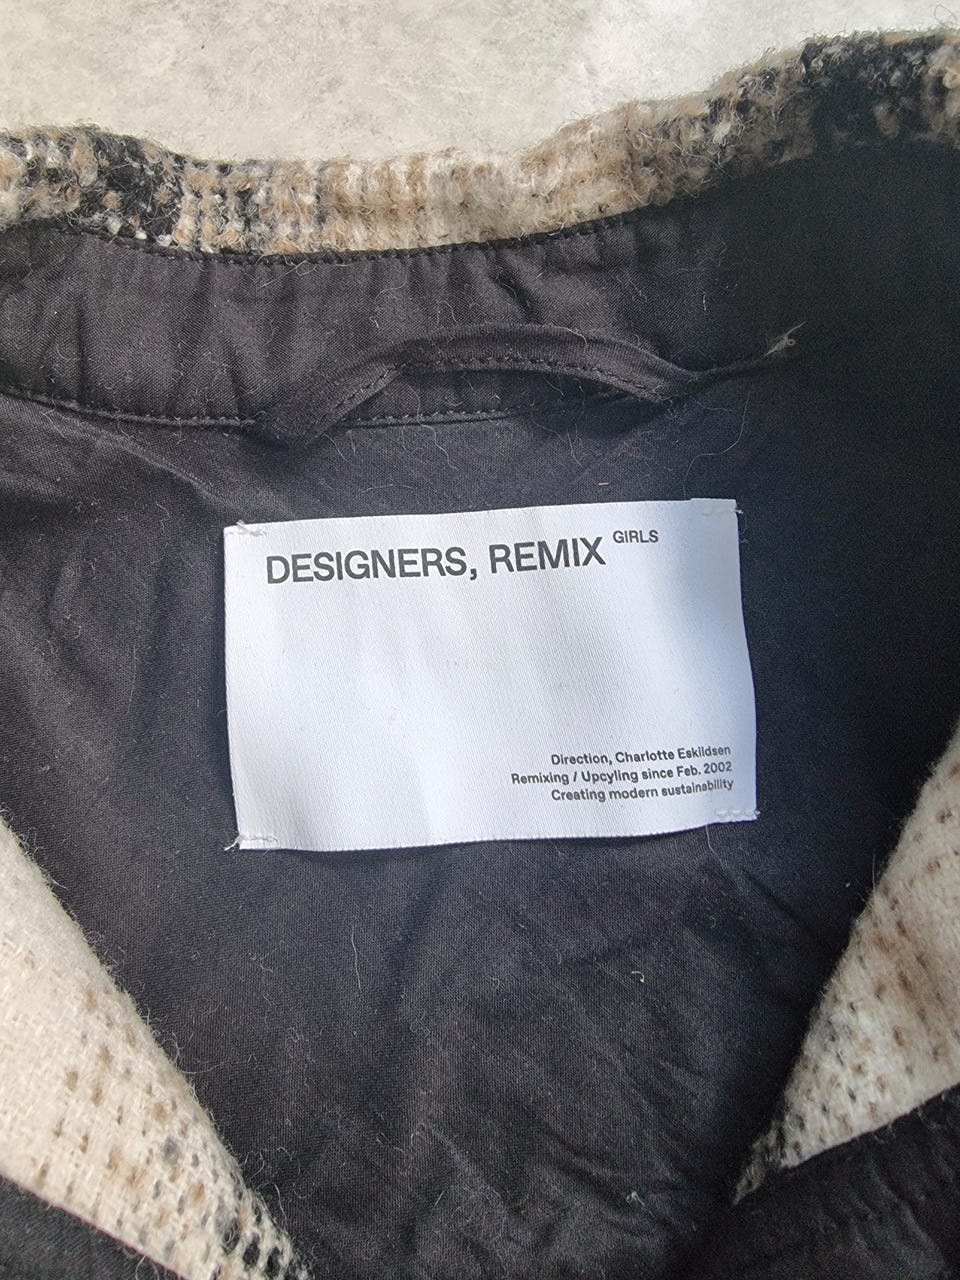 DESIGNERS, REMIX GIRLS
Direction, Charlotte Eskildsen
Remixing / Upcyling since Feb. 2002
Creating modern sustainability